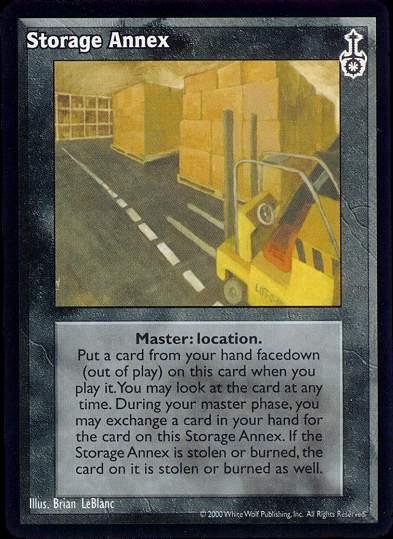 Storage Annex
Master: location.
Put a card from your hand facedown
(out of play) on this card when you
play it. You may look at the card at any
time. During your master phase, you
may exchange a card in your hand for
the card on this Storage Annex. If the
Storage Annex is stolen or burned, the
card on it is stolen or burned as well.
Illus. Brian LeBlanc
© 2000 White Wolf Publishing, Inc. All Rights Reserved.